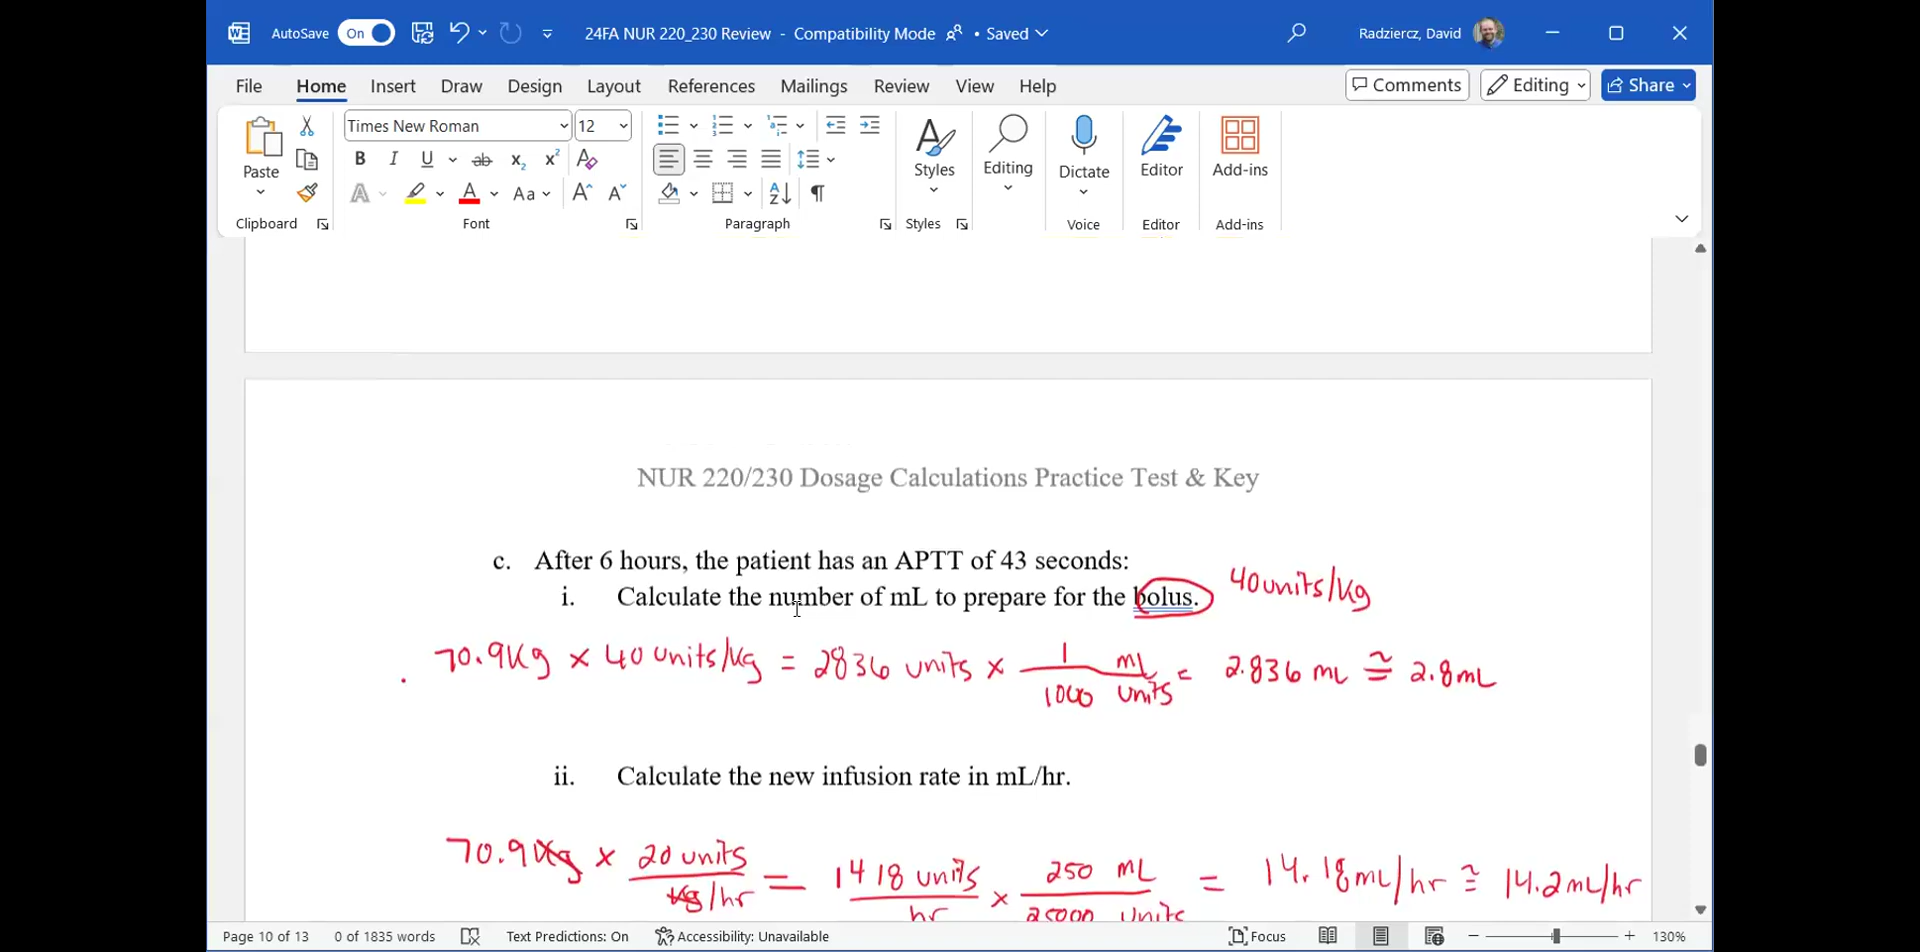 AutoSave On 24FA NUR 220_230 Review - Compatibility Mode • Saved Radziercz, David
File Home Insert Draw Design Layout References Mailings Review View Help Comments Editing Share
Paste Times New Roman 12 Styles Editing Dictate Editor Add-ins
B I U ab x₂ x² A A A Aa A A A Z
Clipboard Font Paragraph Styles Voice Editor Add-ins
NUR 220/230 Dosage Calculations Practice Test & Key
c. After 6 hours, the patient has an APTT of 43 seconds:
i. Calculate the number of mL to prepare for the bolus. 40 units/kg
70.9Kg × 40 units/kg = 2836 units × 1 mL / 1000 units = 2.836 mL ≅ 2.8mL
ii. Calculate the new infusion rate in mL/hr.
70.9Kg × 20 units / kg/hr = 1418 units / hr × 250 mL / 25000 units = 14.18mL/hr ≅ 14.2mL/hr
Page 10 of 13 0 of 1835 words Text Predictions: On Accessibility: Unavailable Focus 130%